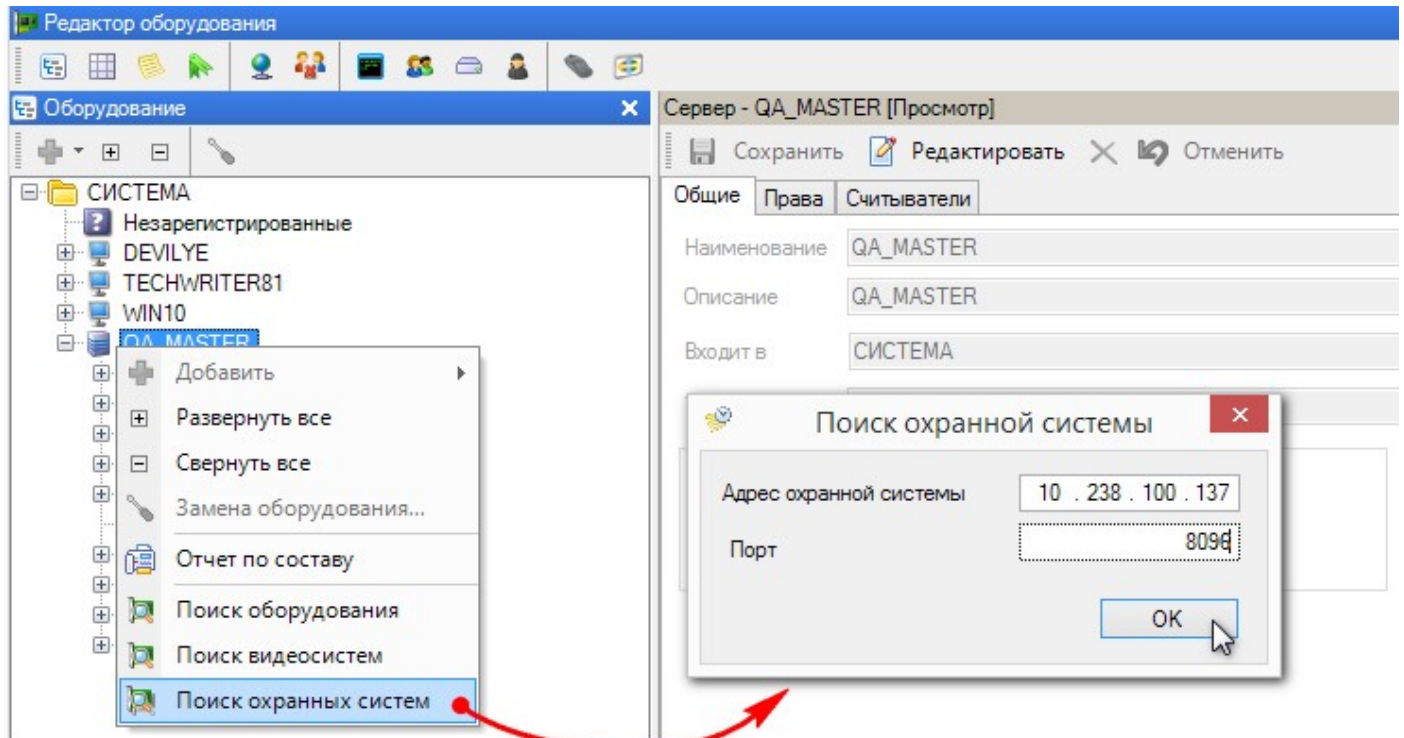 Редактор оборудования
Оборудование
СИСТЕМА
Незарегистрированные
DEVILYE
TECHWRITER81
WIN10
QA_MASTER
Добавить
Развернуть все
Свернуть все
Замена оборудования...
Отчет по составу
Поиск оборудования
Поиск видеосистем
Поиск охранных систем
Сервер - QA_MASTER [Просмотр]
Сохранить Редактировать Отменить
Общие Права Считыватели
Наименование QA_MASTER
Описание QA_MASTER
Входит в СИСТЕМА
Поиск охранной системы
Адрес охранной системы 10 . 238 . 100 . 137
Порт 8096
OK